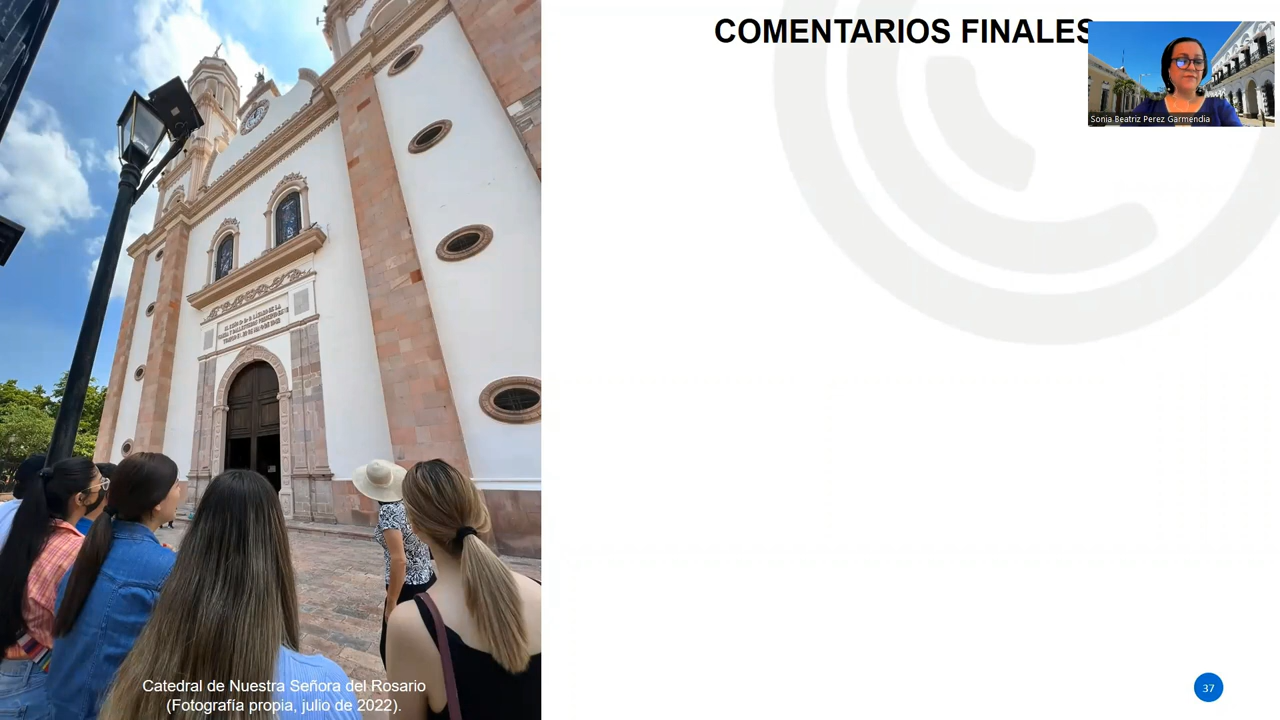 COMENTARIOS FINALES
Sonia Beatriz Perez Garmendia
Catedral de Nuestra Señora del Rosario
(Fotografía propia, julio de 2022).
37